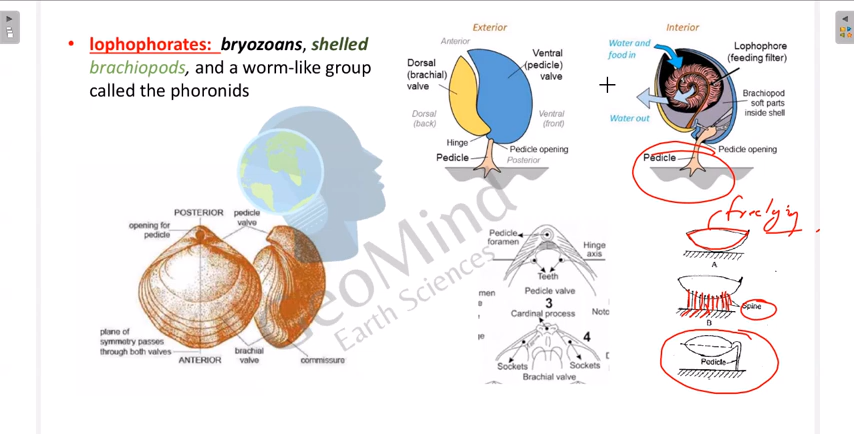 • lophophorates: bryozoans, shelled
brachiopods, and a worm-like group
called the phoronids
Exterior
Anterior
Dorsal
(brachial)
valve
Ventral
(pedicle)
valve
Dorsal
(back)
Ventral
(front)
Hinge
Pedicle opening
Pedicle
Posterior
Interior
Water and
food in
Lophophore
(feeding filter)
Brachiopod
soft parts
inside shell
Water out
Pedicle opening
Pedicle
POSTERIOR
pedicle
valve
opening for
pedicle
plane of
symmetry passes
through both valves
ANTERIOR
brachial
valve
commissure
Pedicle
foramen
Hinge
axis
Teeth
Pedicle valve
men
3
Cardinal process
Noto
4
Sockets
Sockets
Brachial valve
A
Spine
B
Pedicle
GeoMind
Earth Sciences